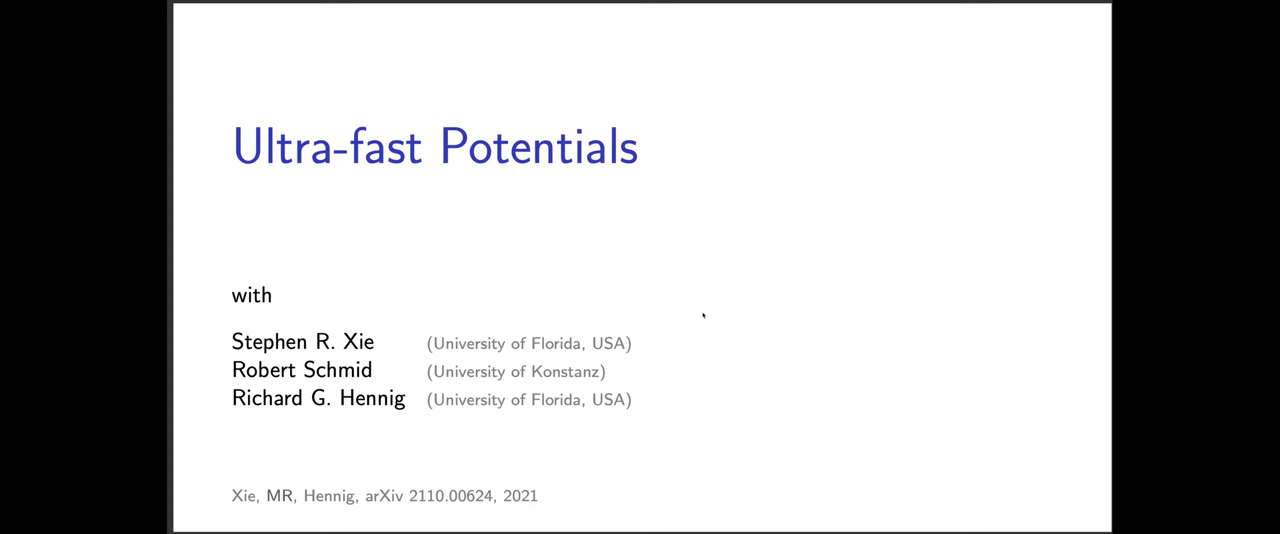 Ultra-fast Potentials
with
Stephen R. Xie (University of Florida, USA)
Robert Schmid (University of Konstanz)
Richard G. Hennig (University of Florida, USA)
Xie, MR, Hennig, arXiv 2110.00624, 2021